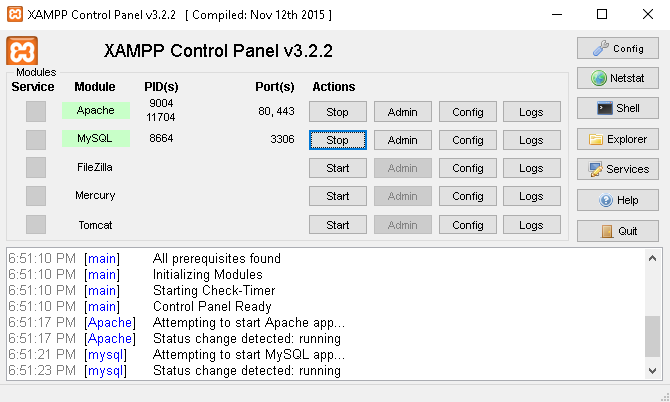 XAMPP Control Panel v3.2.2 [ Compiled: Nov 12th 2015 ]
XAMPP Control Panel v3.2.2
Config
Modules
Service Module PID(s) Port(s) Actions
Netstat
Apache 9004 11704 80, 443 Stop Admin Config Logs
Shell
MySQL 8664 3306 Stop Admin Config Logs
Explorer
FileZilla Start Admin Config Logs
Services
Mercury Start Admin Config Logs
Help
Tomcat Start Admin Config Logs
Quit
6:51:10 PM [main] All prerequisites found
6:51:10 PM [main] Initializing Modules
6:51:10 PM [main] Starting Check-Timer
6:51:10 PM [main] Control Panel Ready
6:51:17 PM [Apache] Attempting to start Apache app...
6:51:17 PM [Apache] Status change detected: running
6:51:21 PM [mysql] Attempting to start MySQL app...
6:51:23 PM [mysql] Status change detected: running